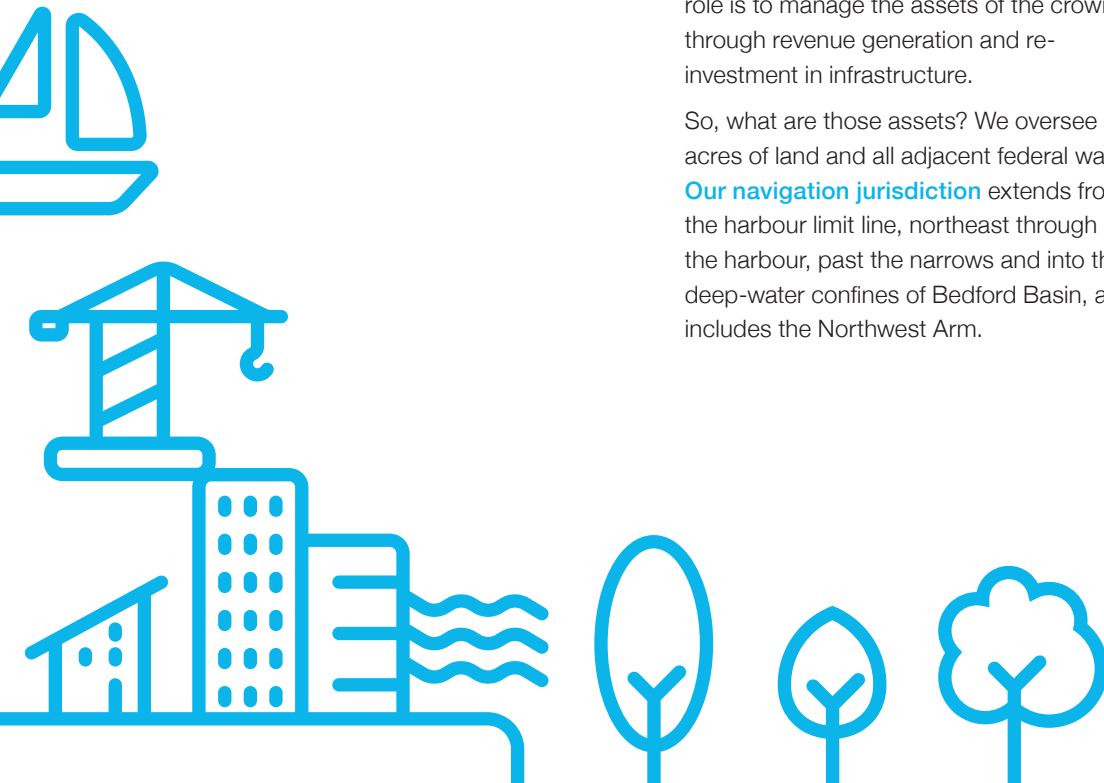 role is to manage the assets of the crown
through revenue generation and re-
investment in infrastructure.
So, what are those assets? We oversee
acres of land and all adjacent federal
Our navigation jurisdiction extends
the harbour limit line, northeast through
the harbour, past the narrows and into
deep-water confines of Bedford Basin,
includes the Northwest Arm.